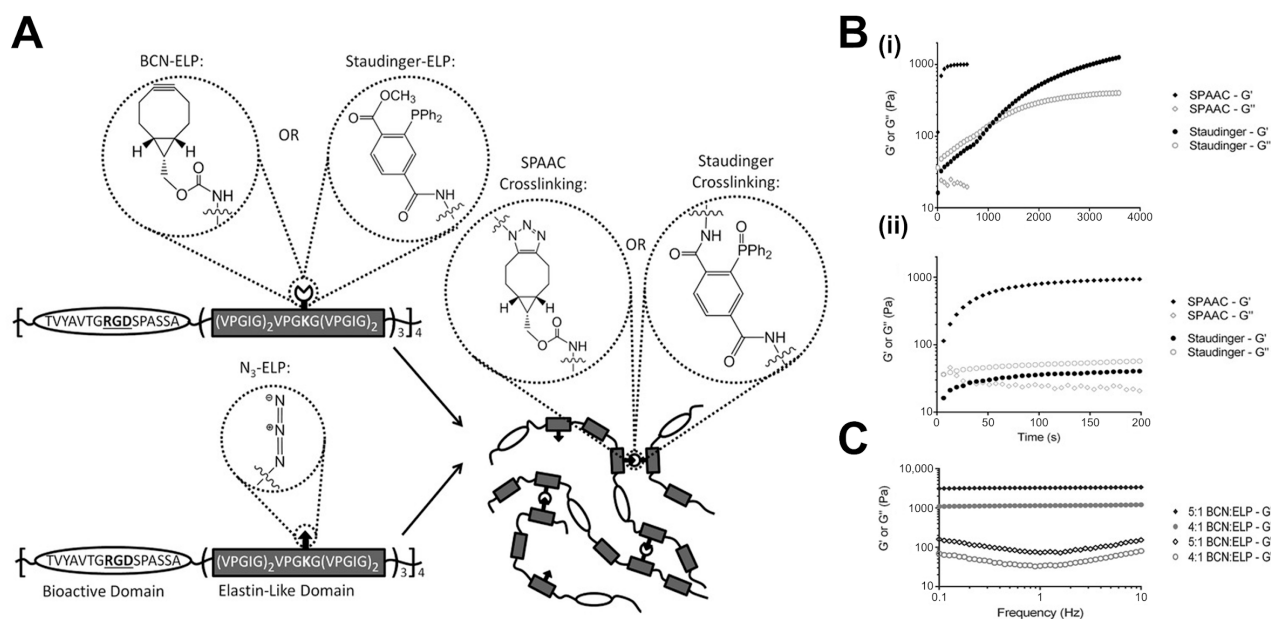 A
BCN-ELP:
OR
Staudinger-ELP:
H
H
O
O
NH
O
OCH3
PPh2
O
NH
TVYAVTGRGDSPASSA
(VPGIG)2VPGKG(VPGIG)2
3
4
N3-ELP:
⊖N
⊕N
N
TVYAVTGRGDSPASSA
(VPGIG)2VPGKG(VPGIG)2
3
4
Bioactive Domain
Elastin-Like Domain
SPAAC
Crosslinking:
OR
Staudinger
Crosslinking:
N
N
N
H
H
O
O
NH
O
NH
O
PPh2
O
NH
B
(i)
G' or G'' (Pa)
1000
100
10
0
1000
2000
3000
4000
SPAAC - G'
SPAAC - G''
Staudinger - G'
Staudinger - G''
(ii)
G' or G'' (Pa)
1000
100
10
0
50
100
150
200
Time (s)
SPAAC - G'
SPAAC - G''
Staudinger - G'
Staudinger - G''
C
G' or G'' (Pa)
10,000
1000
100
10
0.1
1
10
Frequency (Hz)
5:1 BCN:ELP - G'
4:1 BCN:ELP - G'
5:1 BCN:ELP - G'
4:1 BCN:ELP - G'